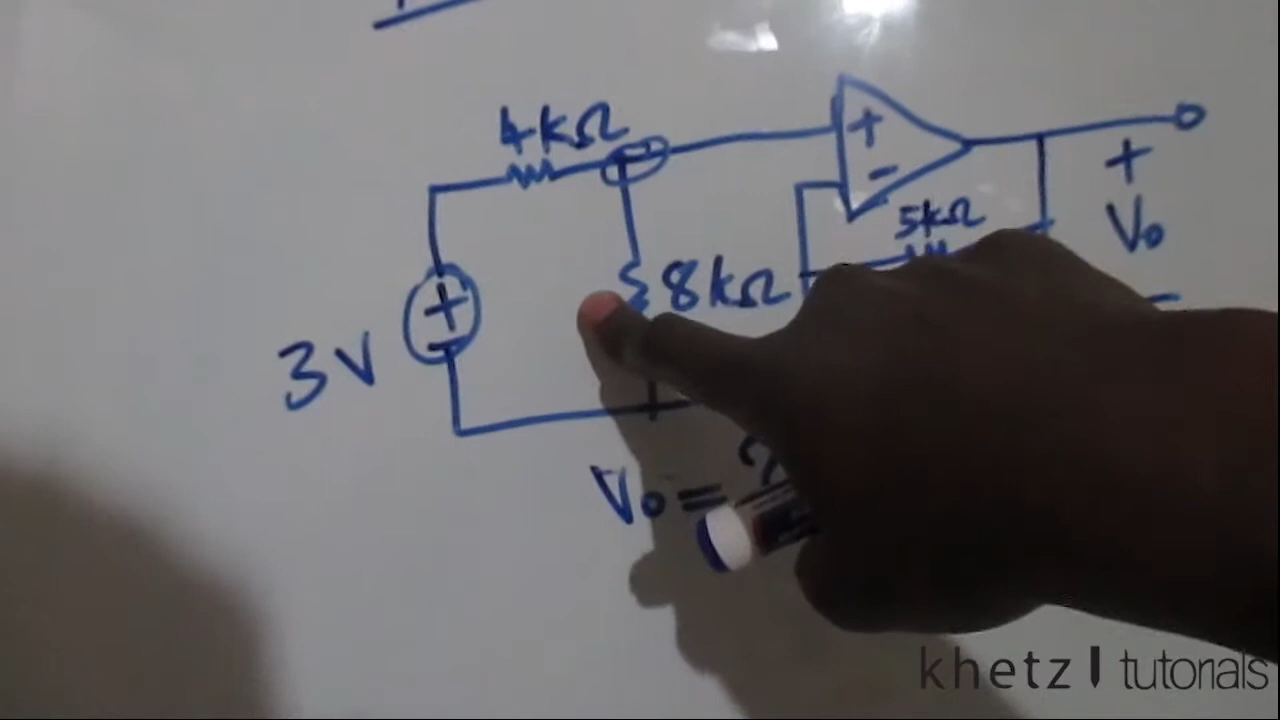 4kΩ
+
-
5kΩ
+
Vo
-
8kΩ
+
-
3V
Vo =
khetz tutorials